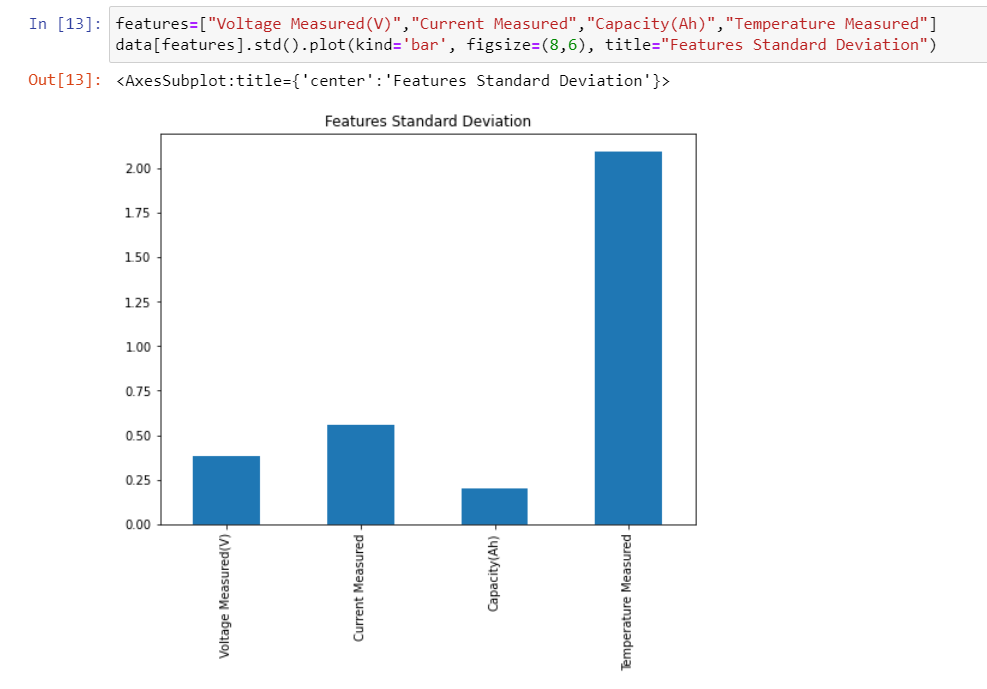 In [13]: features=["Voltage Measured(V)","Current Measured","Capacity(Ah)","Temperature Measured"]
data[features].std().plot(kind='bar', figsize=(8,6), title="Features Standard Deviation")
Out[13]: <AxesSubplot:title={'center':'Features Standard Deviation'}>
Features Standard Deviation
2.00
1.75
1.50
1.25
1.00
0.75
0.50
0.25
0.00
Voltage Measured(V)
Current Measured
Capacity(Ah)
Temperature Measured